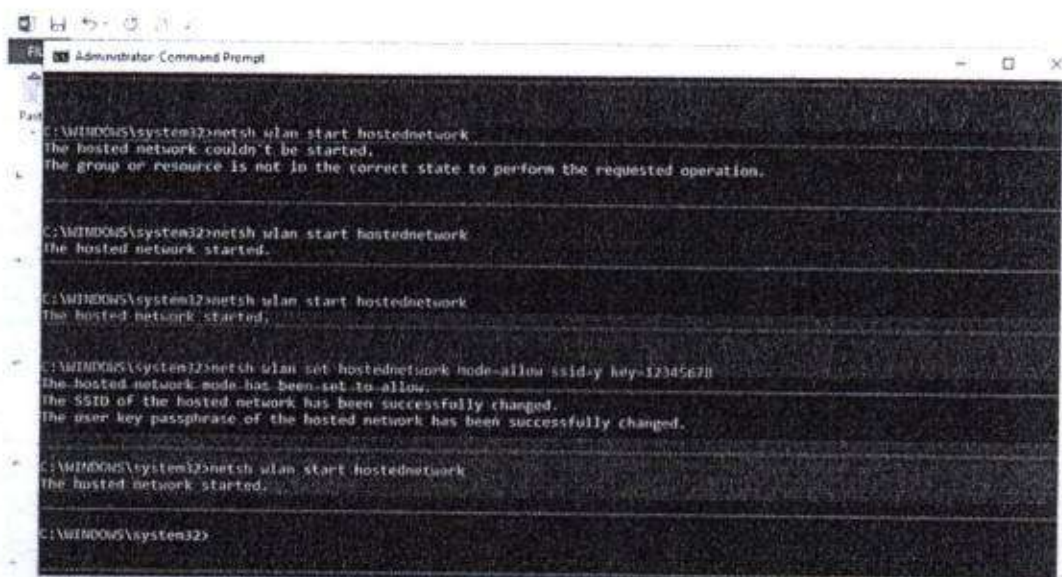 Administrator: Command Prompt
Past
C:\WINDOWS\system32>netsh wlan start hostednetwork
The hosted network couldn't be started.
The group or resource is not in the correct state to perform the requested operation.
C:\WINDOWS\system32>netsh wlan start hostednetwork
The hosted network started.
C:\WINDOWS\system32>netsh wlan start hostednetwork
The hosted network started.
C:\WINDOWS\system32>netsh wlan set hostednetwork mode=allow ssid=y key=12345678
The hosted network mode has been set to allow.
The SSID of the hosted network has been successfully changed.
The user key passphrase of the hosted network has been successfully changed.
C:\WINDOWS\system32>netsh wlan start hostednetwork
The hosted network started.
C:\WINDOWS\system32>